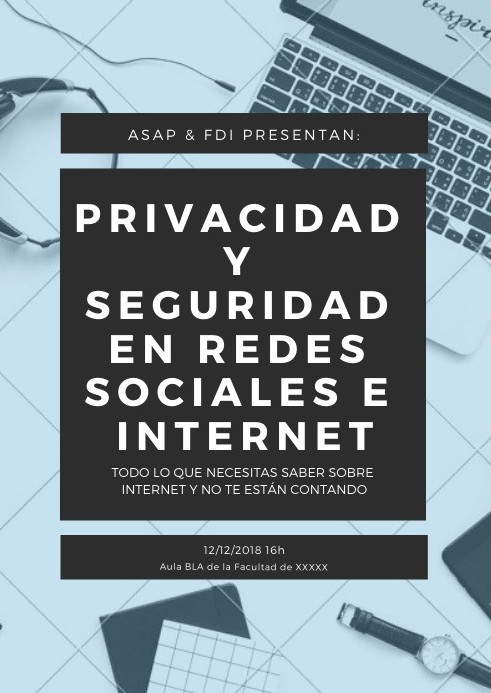 inspir
ASAP & FDI PRESENTAN:
PRIVACIDAD
Y
SEGURIDAD
EN REDES
SOCIALES E
INTERNET
TODO LO QUE NECESITAS SABER SOBRE
INTERNET Y NO TE ESTÁN CONTANDO
12/12/2018 16h
Aula BLA de la Facultad de XXXXX